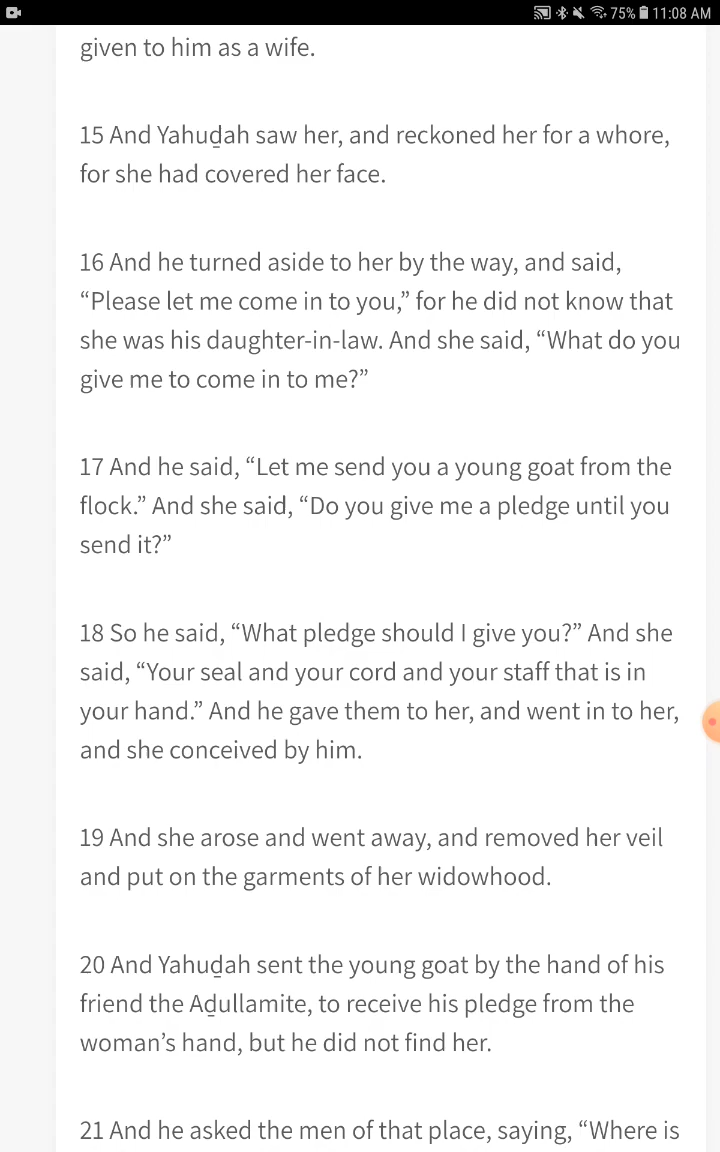 75% 11:08 AM
given to him as a wife.
15 And Yahuḏah saw her, and reckoned her for a whore,
for she had covered her face.
16 And he turned aside to her by the way, and said,
“Please let me come in to you,” for he did not know that
she was his daughter-in-law. And she said, “What do you
give me to come in to me?”
17 And he said, “Let me send you a young goat from the
flock.” And she said, “Do you give me a pledge until you
send it?”
18 So he said, “What pledge should I give you?” And she
said, “Your seal and your cord and your staff that is in
your hand.” And he gave them to her, and went in to her,
and she conceived by him.
19 And she arose and went away, and removed her veil
and put on the garments of her widowhood.
20 And Yahuḏah sent the young goat by the hand of his
friend the Aḏullamite, to receive his pledge from the
woman’s hand, but he did not find her.
21 And he asked the men of that place, saying, “Where is